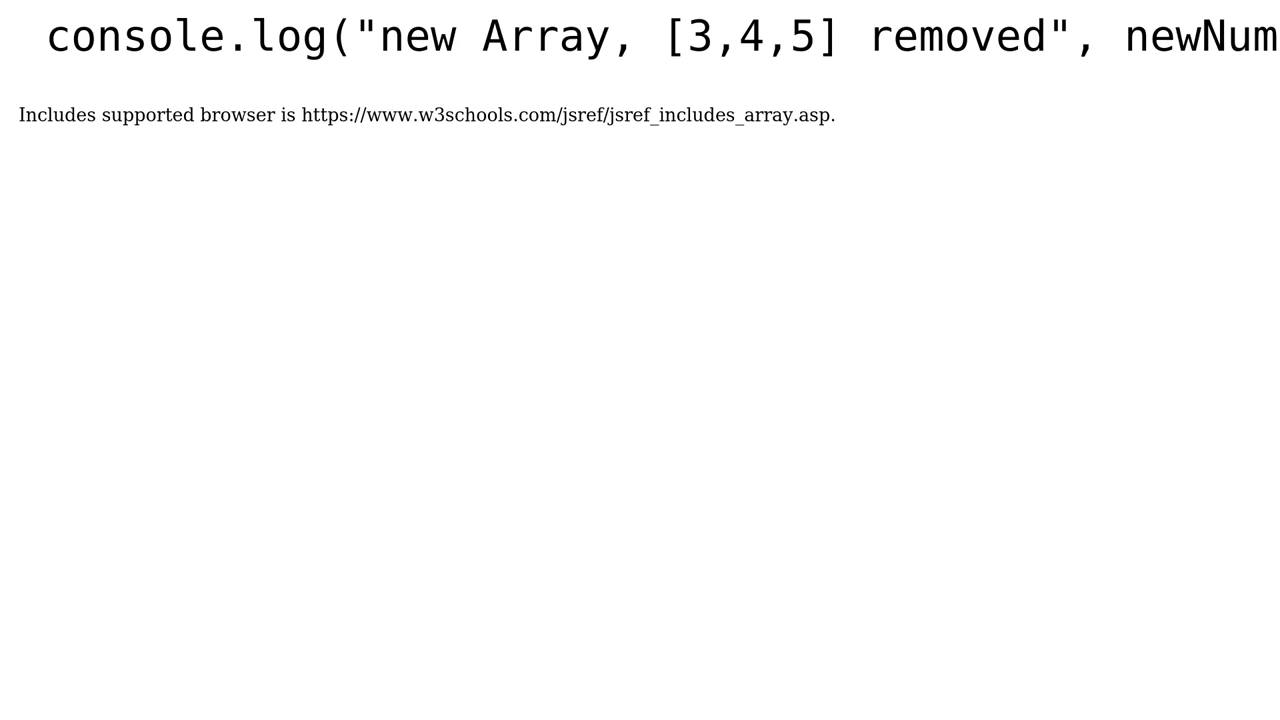 console.log("new Array, [3,4,5] removed", newNum
Includes supported browser is https://www.w3schools.com/jsref/jsref_includes_array.asp.